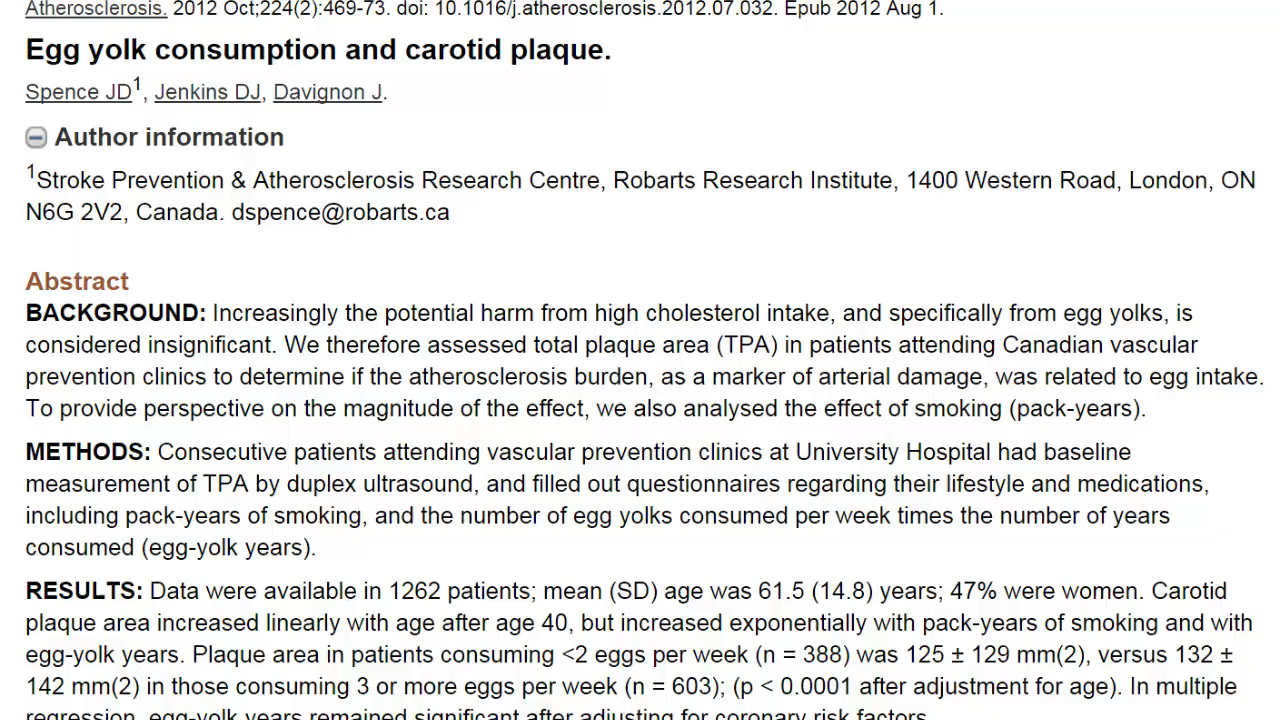 Atherosclerosis. 2012 Oct;224(2):469-73. doi: 10.1016/j.atherosclerosis.2012.07.032. Epub 2012 Aug 1.
Egg yolk consumption and carotid plaque.
Spence JD1, Jenkins DJ, Davignon J.
Author information
1Stroke Prevention & Atherosclerosis Research Centre, Robarts Research Institute, 1400 Western Road, London, ON
N6G 2V2, Canada. dspence@robarts.ca
Abstract
BACKGROUND: Increasingly the potential harm from high cholesterol intake, and specifically from egg yolks, is
considered insignificant. We therefore assessed total plaque area (TPA) in patients attending Canadian vascular
prevention clinics to determine if the atherosclerosis burden, as a marker of arterial damage, was related to egg intake.
To provide perspective on the magnitude of the effect, we also analysed the effect of smoking (pack-years).
METHODS: Consecutive patients attending vascular prevention clinics at University Hospital had baseline
measurement of TPA by duplex ultrasound, and filled out questionnaires regarding their lifestyle and medications,
including pack-years of smoking, and the number of egg yolks consumed per week times the number of years
consumed (egg-yolk years).
RESULTS: Data were available in 1262 patients; mean (SD) age was 61.5 (14.8) years; 47% were women. Carotid
plaque area increased linearly with age after age 40, but increased exponentially with pack-years of smoking and with
egg-yolk years. Plaque area in patients consuming <2 eggs per week (n = 388) was 125 ± 129 mm(2), versus 132 ±
142 mm(2) in those consuming 3 or more eggs per week (n = 603); (p < 0.0001 after adjustment for age). In multiple
regression, egg-yolk years remained significant after adjusting for coronary risk factors.